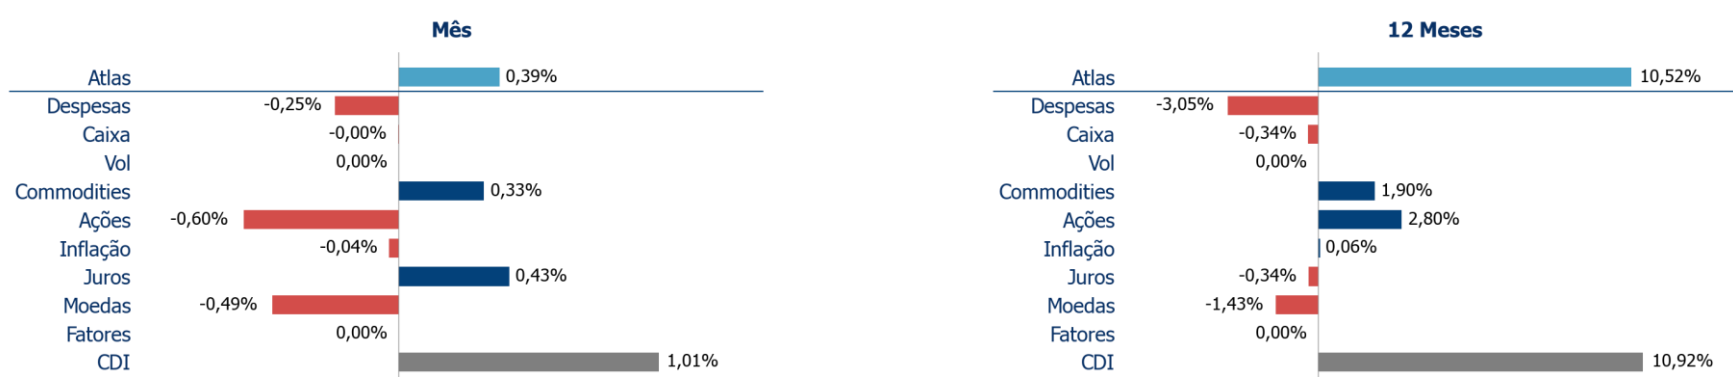 Mês
Atlas 0,39%
Despesas -0,25%
Caixa -0,00%
Vol 0,00%
Commodities 0,33%
Ações -0,60%
Inflação -0,04%
Juros 0,43%
Moedas -0,49%
Fatores 0,00%
CDI 1,01%
12 Meses
Atlas 10,52%
Despesas -3,05%
Caixa -0,34%
Vol 0,00%
Commodities 1,90%
Ações 2,80%
Inflação 0,06%
Juros -0,34%
Moedas -1,43%
Fatores 0,00%
CDI 10,92%